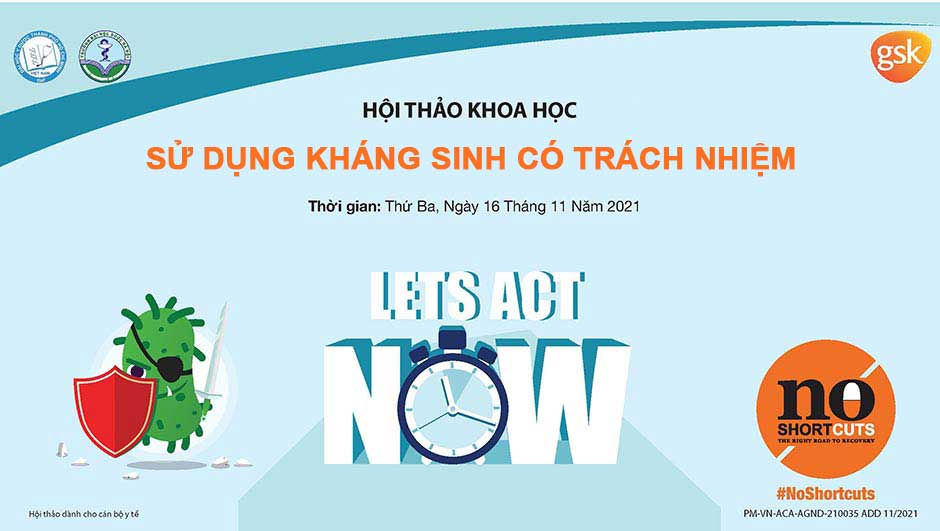 VIỆT NAM
gsk
HỘI THẢO KHOA HỌC
SỬ DỤNG KHÁNG SINH CÓ TRÁCH NHIỆM
Thời gian: Thứ Ba, Ngày 16 Tháng 11 Năm 2021
LETS ACT
NOW
no
SHORTCUTS
THE RIGHT ROAD TO RECOVERY
#NoShortcuts
Hội thảo dành cho cán bộ y tế
PM-VN-ACA-AGND-210035 ADD 11/2021